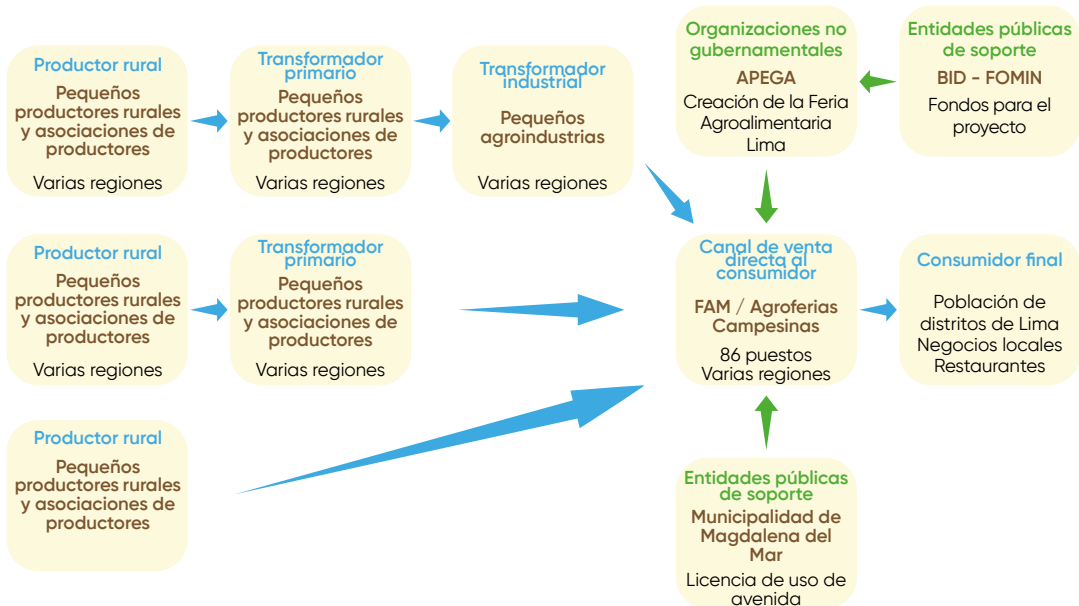 Productor rural
Pequeños
productores rurales
y asociaciones de
productores
Varias regiones
Transformador
primario
Pequeños
productores rurales
y asociaciones de
productores
Varias regiones
Transformador
industrial
Pequeños
agroindustrias
Varias regiones
Organizaciones no
gubernamentales
APEGA
Creación de la Feria
Agroalimentaria
Lima
Entidades públicas
de soporte
BID - FOMIN
Fondos para el
proyecto
Productor rural
Pequeños
productores rurales
y asociaciones de
productores
Varias regiones
Transformador
primario
Pequeños
productores rurales
y asociaciones de
productores
Varias regiones
Canal de venta
directa al
consumidor
FAM / Agroferias
Campesinas
86 puestos
Varias regiones
Consumidor final
Población de
distritos de Lima
Negocios locales
Restaurantes
Productor rural
Pequeños
productores rurales
y asociaciones de
productores
Entidades públicas
de soporte
Municipalidad de
Magdalena del
Mar
Licencia de uso de
avenida